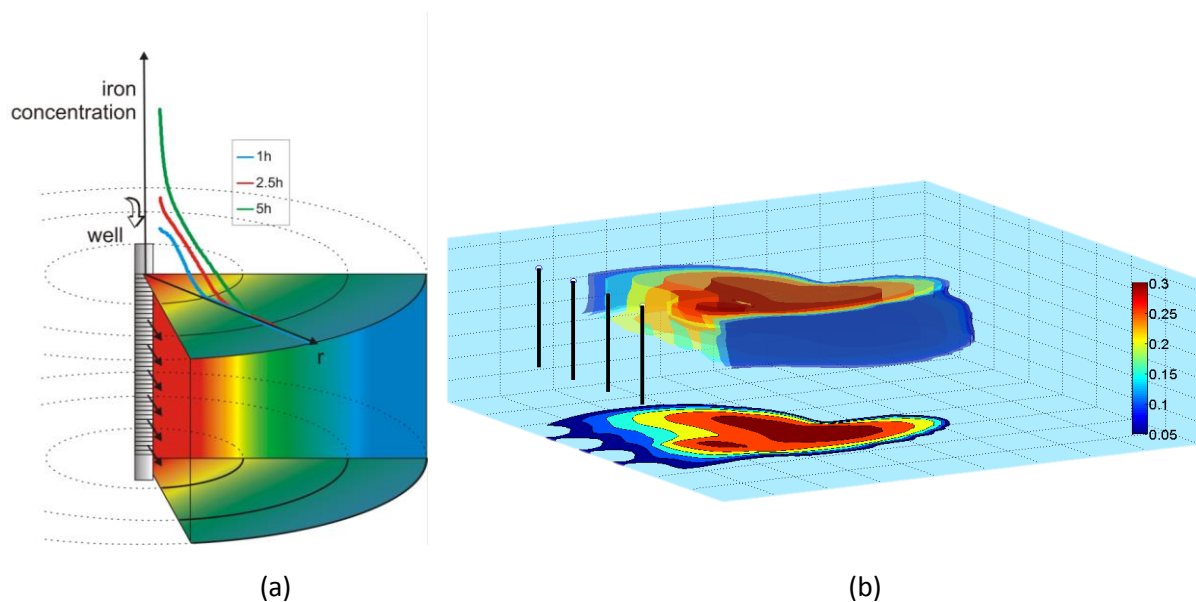 iron
concentration
1h
2.5h
5h
well
r
0.3
0.25
0.2
0.15
0.1
0.05
(a)
(b)